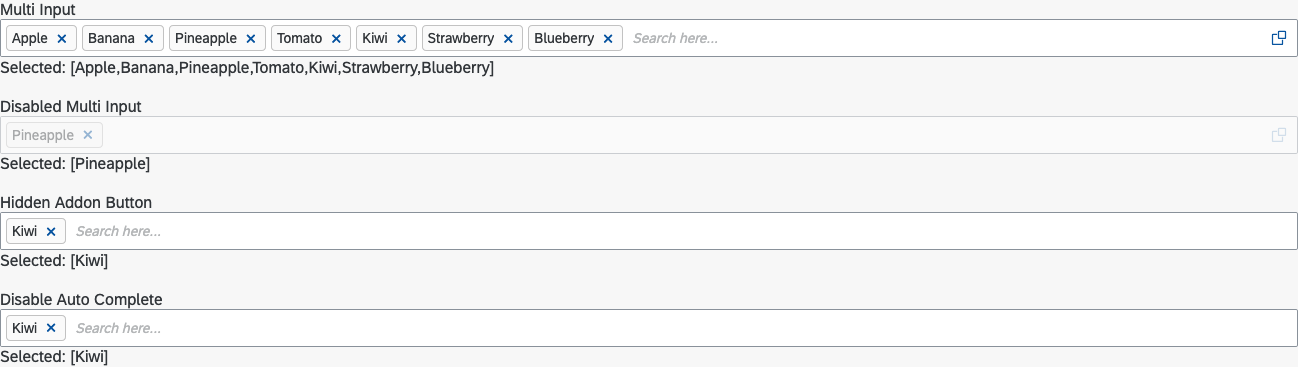 Multi Input
Apple Banana Pineapple Tomato Kiwi Strawberry Blueberry Search here...
Selected: [Apple,Banana,Pineapple,Tomato,Kiwi,Strawberry,Blueberry]
Disabled Multi Input
Pineapple
Selected: [Pineapple]
Hidden Addon Button
Kiwi Search here...
Selected: [Kiwi]
Disable Auto Complete
Kiwi Search here...
Selected: [Kiwi]